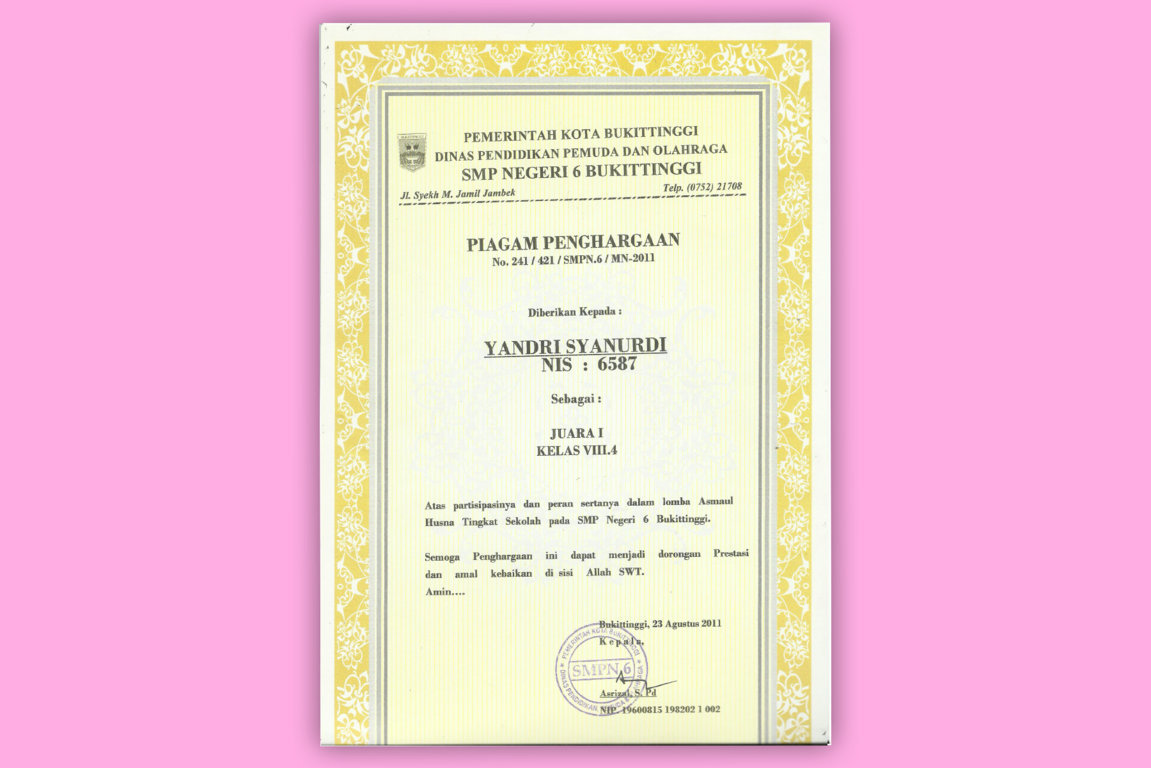 BUKITTINGGI
PEMERINTAH KOTA BUKITTINGGI
DINAS PENDIDIKAN PEMUDA DAN OLAHRAGA
SMP NEGERI 6 BUKITTINGGI
Jl. Syekh M. Jamil Jambek Telp. (0752) 21708
PIAGAM PENGHARGAAN
No. 241 / 421 / SMPN.6 / MN-2011
Diberikan Kepada :
YANDRI SYANURDI
NIS : 6587
Sebagai :
JUARA I
KELAS VIII.4
Atas partisipasinya dan peran sertanya dalam lomba Asmaul
Husna Tingkat Sekolah pada SMP Negeri 6 Bukittinggi.
Semoga Penghargaan ini dapat menjadi dorongan Prestasi
dan amal kebaikan di sisi Allah SWT.
Amin....
Bukittinggi, 23 Agustus 2011
Kepala,
PEMERINTAH KOTA BUKITTINGGI
SMPN.6
DINAS PENDIDIKAN, PEMUDA & OLAHRAGA
Asrizal, S. Pd
NIP. 19600815 198202 1 002